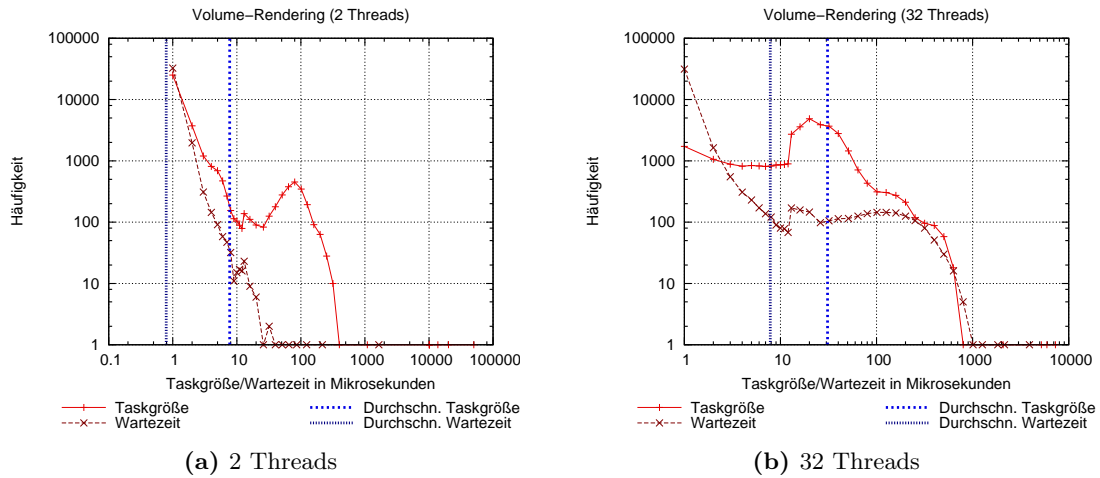 Volume−Rendering (2 Threads)
100000
10000
1000
100
10
1
Häufigkeit
0.1 1 10 100 1000 10000 100000
Taskgröße/Wartezeit in Mikrosekunden
Taskgröße
Wartezeit
Durchschn. Taskgröße
Durchschn. Wartezeit
(a) 2 Threads
Volume−Rendering (32 Threads)
100000
10000
1000
100
10
1
Häufigkeit
1 10 100 1000 10000
Taskgröße/Wartezeit in Mikrosekunden
Taskgröße
Wartezeit
Durchschn. Taskgröße
Durchschn. Wartezeit
(b) 32 Threads